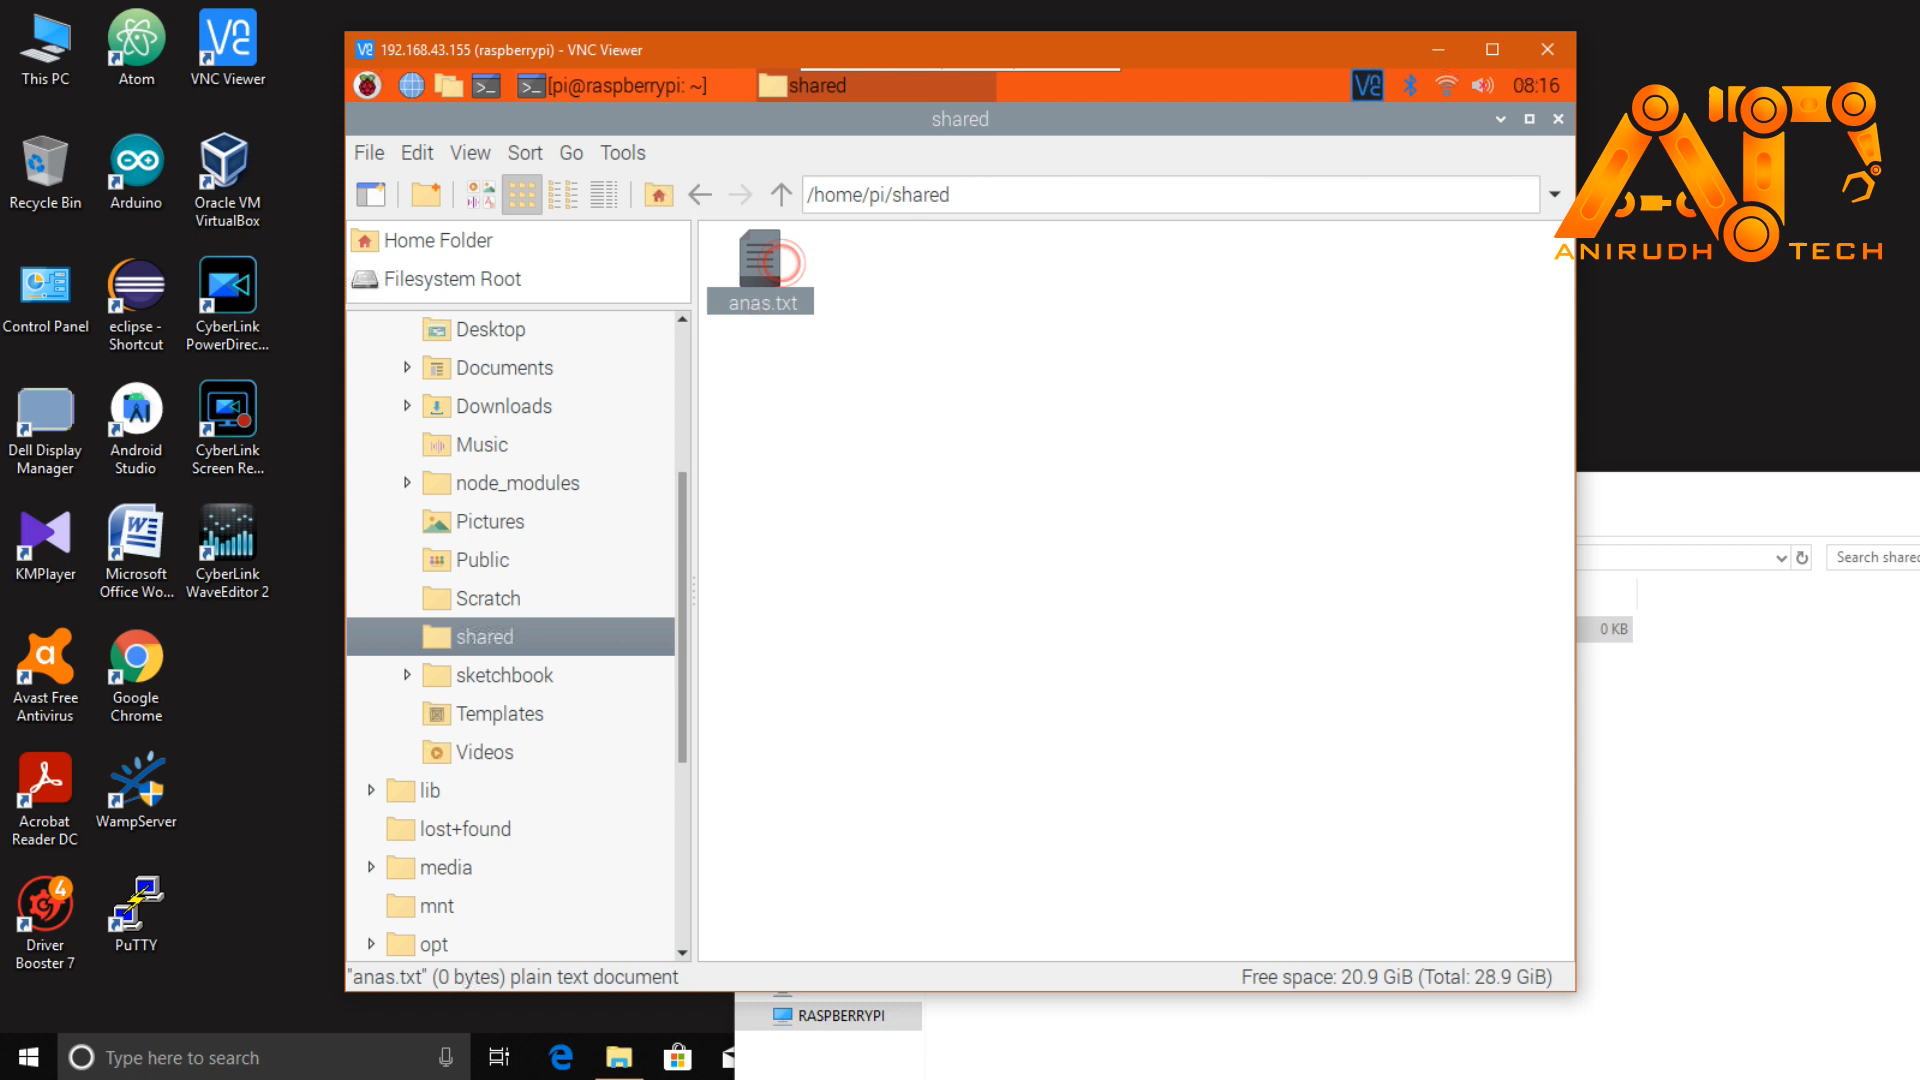 This PC
Atom
VNC Viewer
Recycle Bin
Arduino
Oracle VM
VirtualBox
Control Panel
eclipse -
Shortcut
CyberLink
PowerDirec...
Dell Display
Manager
Android
Studio
CyberLink
Screen Re...
KMPlayer
Microsoft
Office Wo...
CyberLink
WaveEditor 2
Avast Free
Antivirus
Google
Chrome
Acrobat
Reader DC
WampServer
4
Driver
Booster 7
PuTTY
192.168.43.155 (raspberrypi) - VNC Viewer
[pi@raspberrypi: ~]
shared
08:16
shared
File Edit View Sort Go Tools
/home/pi/shared
Home Folder
Filesystem Root
Desktop
Documents
Downloads
Music
node_modules
Pictures
Public
Scratch
shared
sketchbook
Templates
Videos
lib
lost+found
media
mnt
opt
anas.txt
"anas.txt" (0 bytes) plain text document
Free space: 20.9 GiB (Total: 28.9 GiB)
ANIRUDH TECH
Search shared
0 KB
RASPBERRYPI
Type here to search